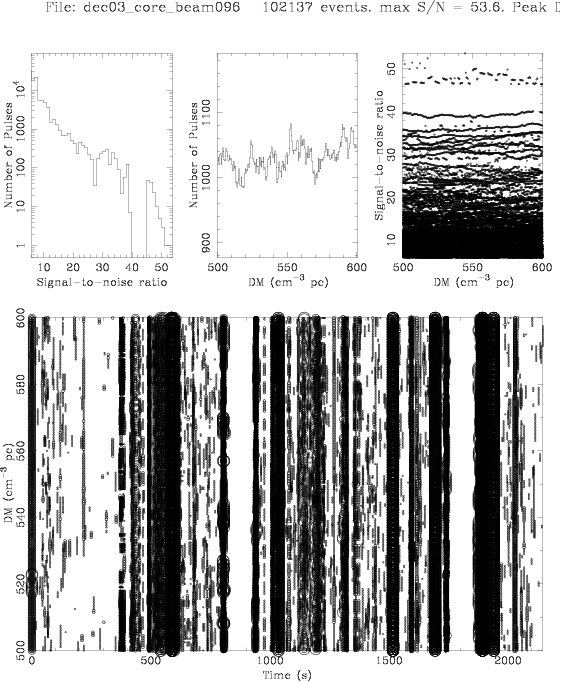 File: dec03_core_beam096 102137 events. max S/N = 53.6. Peak D
Number of Pulses
10⁴
1000
100
10
1
10 20 30 40 50
Signal-to-noise ratio
Number of Pulses
1100
1000
900
500 550 600
DM (cm⁻³ pc)
Signal-to-noise ratio
50
40
30
20
10
500 550 600
DM (cm⁻³ pc)
DM (cm⁻³ pc)
600
580
560
540
520
500
0 500 1000 1500 2000
Time (s)